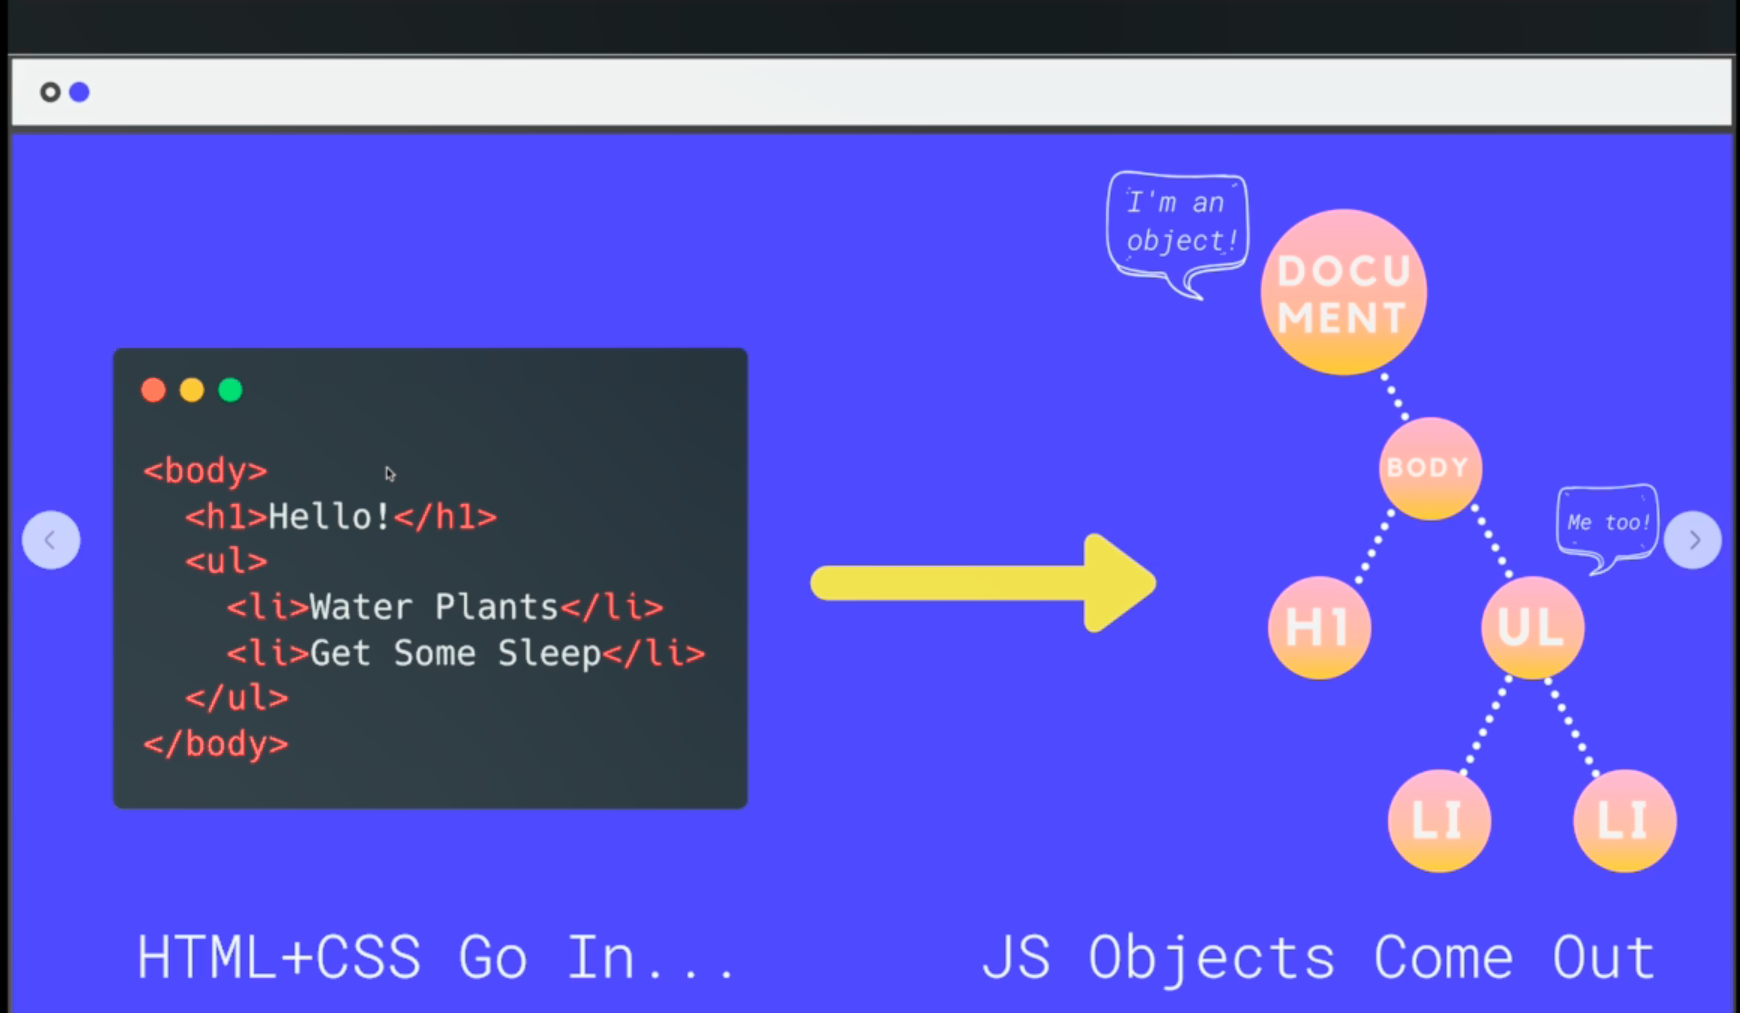 I'm an
object!
DOCU
MENT
<body>
<h1>Hello!</h1>
<ul>
<li>Water Plants</li>
<li>Get Some Sleep</li>
</ul>
</body>
BODY
Me too!
H1
UL
LI
LI
HTML+CSS Go In...
JS Objects Come Out